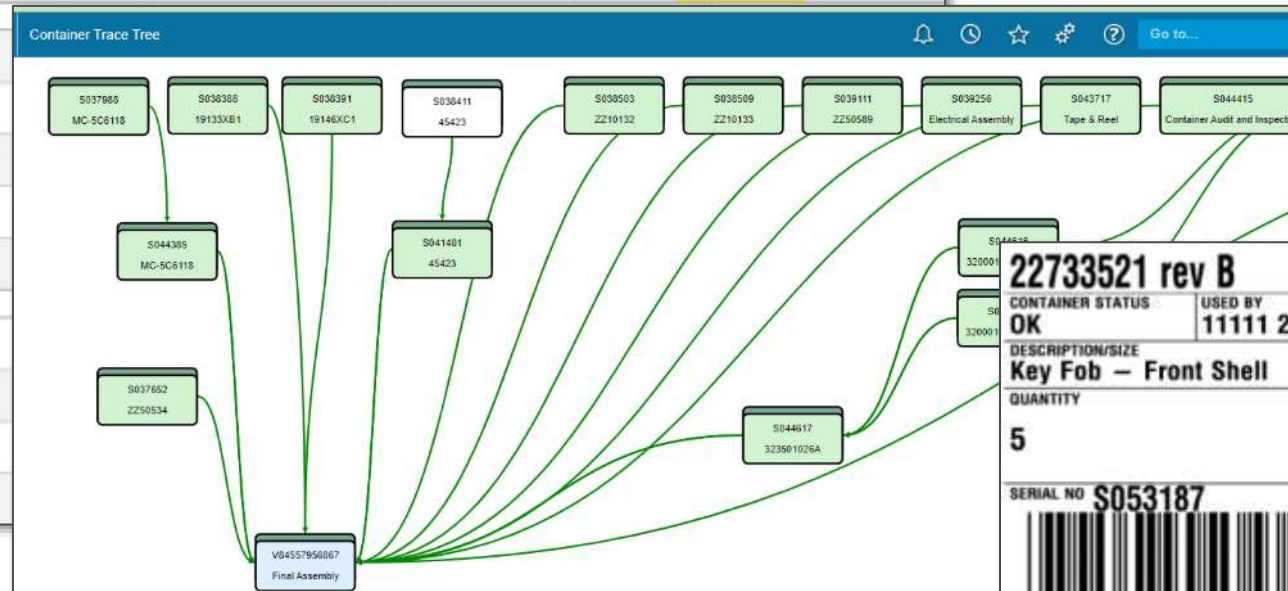 Container Trace Tree
Go to...
S037988
MC-5C6118
S038388
19133XB1
S038391
19146XC1
S038411
45423
S038503
ZZ10132
S038509
ZZ10133
S039111
ZZ50589
S039256
Electrical Assembly
S043717
Tape & Reel
S044415
Container Audit and Inspecti
S044385
MC-5C6118
S041481
45423
S037652
ZZ50534
S044617
323501026A
V84557956867
Final Assembly
22733521 rev B
CONTAINER STATUS
OK
USED BY
11111 2
DESCRIPTION/SIZE
Key Fob – Front Shell
QUANTITY
5
SERIAL NO S053187